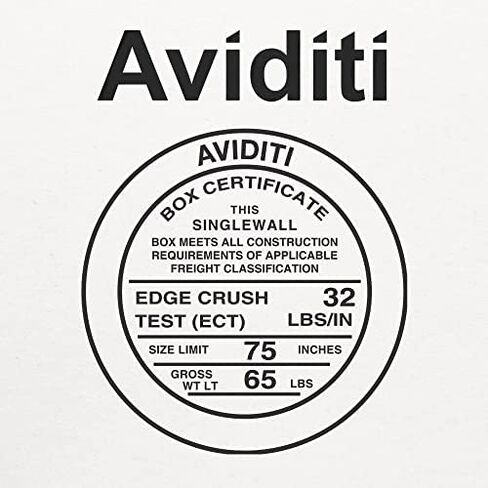 Aviditi
AVIDITI
BOX CERTIFICATE
THIS
SINGLEWALL
BOX MEETS ALL CONSTRUCTION
REQUIREMENTS OF APPLICABLE
FREIGHT CLASSIFICATION
EDGE CRUSH 32
TEST (ECT) LBS/IN
SIZE LIMIT 75 INCHES
GROSS
WT LT 65 LBS